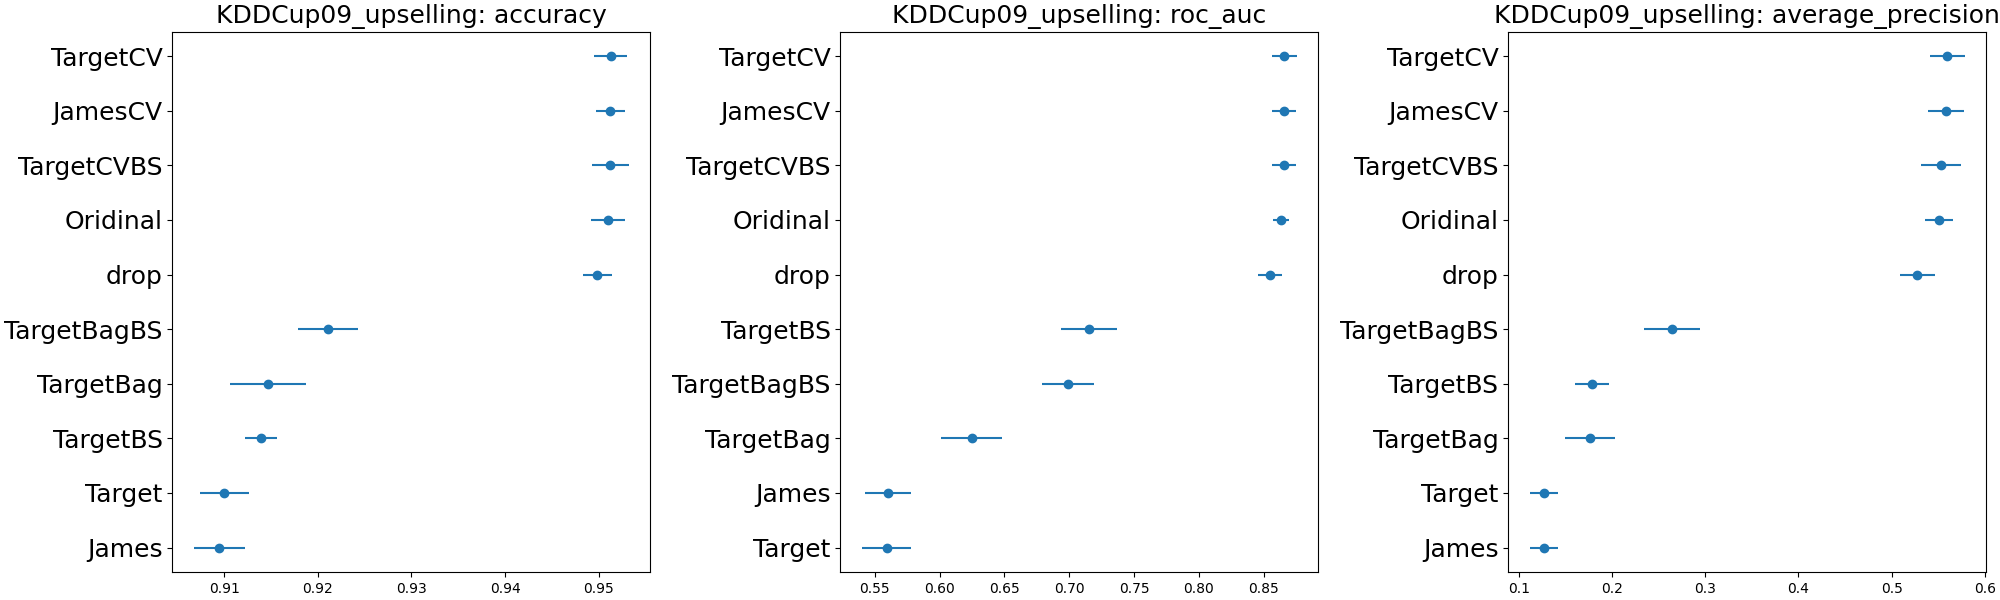 KDDCup09_upselling: accuracy
TargetCV
JamesCV
TargetCVBS
Oridinal
drop
TargetBagBS
TargetBag
TargetBS
Target
James
0.91 0.92 0.93 0.94 0.95
KDDCup09_upselling: roc_auc
TargetCV
JamesCV
TargetCVBS
Oridinal
drop
TargetBS
TargetBagBS
TargetBag
James
Target
0.55 0.60 0.65 0.70 0.75 0.80 0.85
KDDCup09_upselling: average_precision
TargetCV
JamesCV
TargetCVBS
Oridinal
drop
TargetBagBS
TargetBS
TargetBag
Target
James
0.1 0.2 0.3 0.4 0.5 0.6